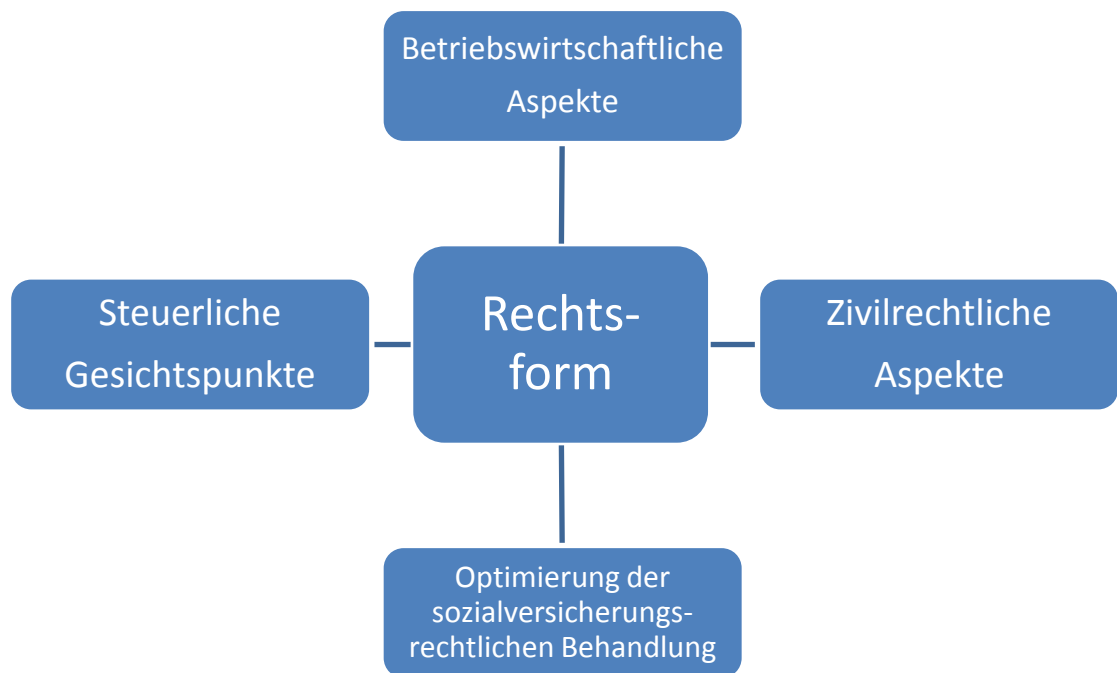 Betriebswirtschaftliche
Aspekte
Steuerliche
Gesichtspunkte
Rechts-
form
Zivilrechtliche
Aspekte
Optimierung der
sozialversicherungs-
rechtlichen Behandlung